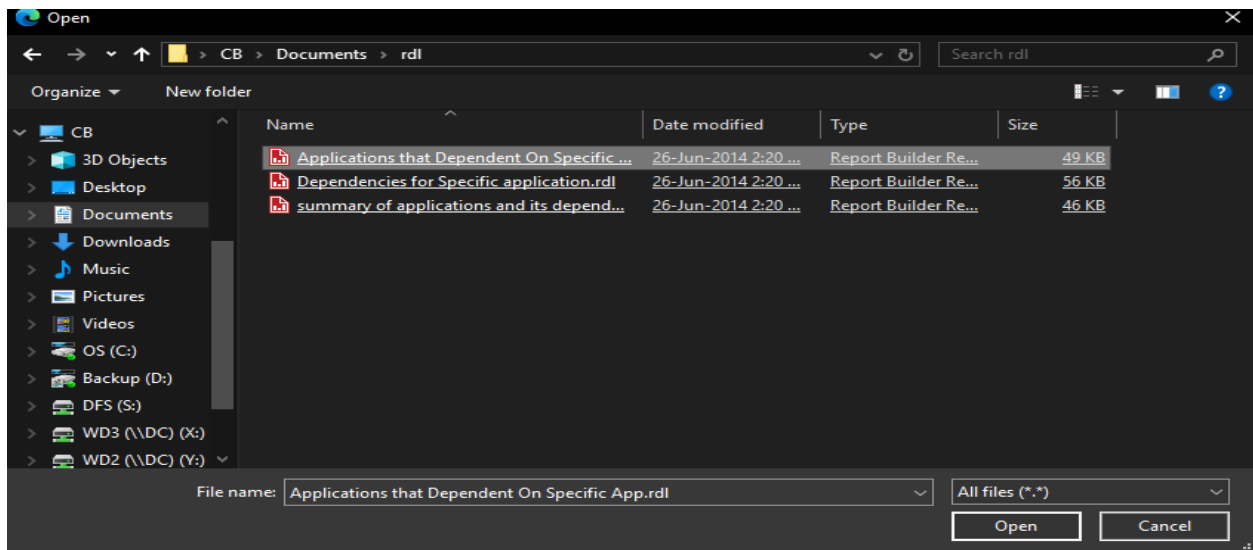 Open
CB > Documents > rdl
Search rdl
Organize
New folder
Name Date modified Type Size
CB
3D Objects
Desktop
Documents
Downloads
Music
Pictures
Videos
OS (C:)
Backup (D:)
DFS (S:)
WD3 (\\DC) (X:)
WD2 (\\DC) (Y:)
Applications that Dependent On Specific ... 26-Jun-2014 2:20 ... Report Builder Re... 49 KB
Dependencies for Specific application.rdl 26-Jun-2014 2:20 ... Report Builder Re... 56 KB
summary of applications and its depend... 26-Jun-2014 2:20 ... Report Builder Re... 46 KB
File name: Applications that Dependent On Specific App.rdl All files (*.*)
Open Cancel